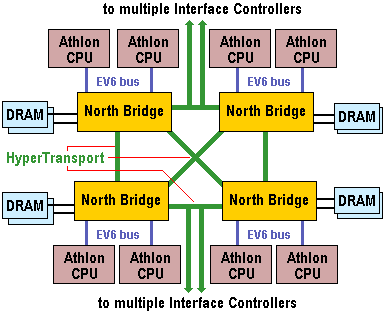 to multiple Interface Controllers
Athlon CPU
Athlon CPU
Athlon CPU
Athlon CPU
EV6 bus
EV6 bus
DRAM
North Bridge
North Bridge
DRAM
HyperTransport
DRAM
North Bridge
North Bridge
DRAM
EV6 bus
EV6 bus
Athlon CPU
Athlon CPU
Athlon CPU
Athlon CPU
to multiple Interface Controllers